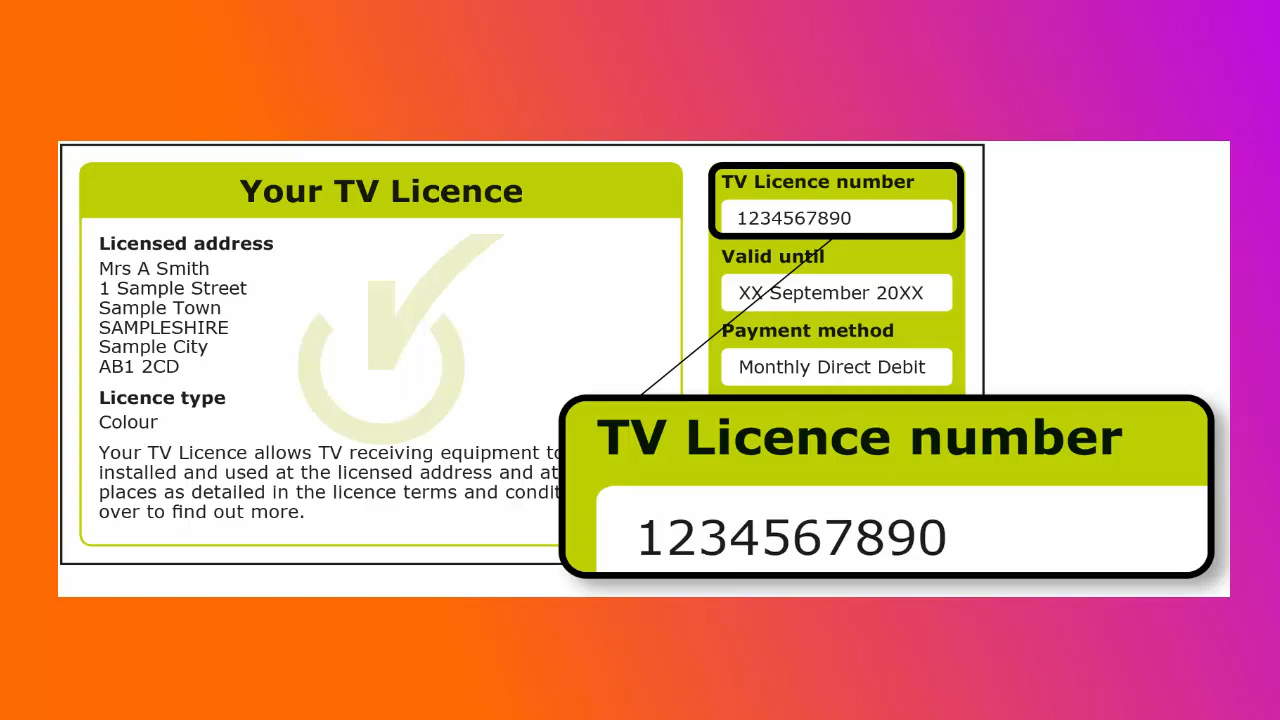 Your TV Licence
Licensed address
Mrs A Smith
1 Sample Street
Sample Town
SAMPLESHIRE
Sample City
AB1 2CD
Licence type
Colour
Your TV Licence allows TV receiving equipment to
installed and used at the licensed address and at
places as detailed in the licence terms and condit
over to find out more.
TV Licence number
1234567890
Valid until
XX September 20XX
Payment method
Monthly Direct Debit
TV Licence number
1234567890